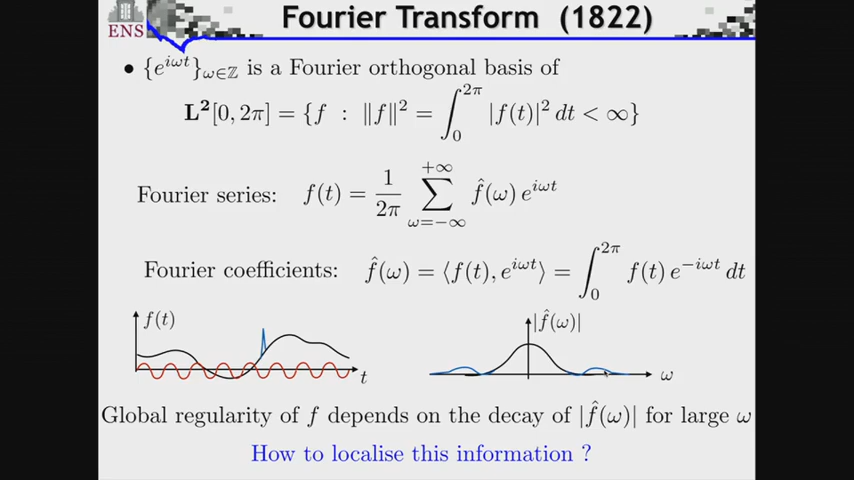 Fourier Transform (1822)
ENS
• {e^{iωt}}_{ω∈ℤ} is a Fourier orthogonal basis of
L²[0, 2π] = {f : ‖f‖² = ∫₀^{2π} |f(t)|² dt < ∞}
Fourier series: f(t) = 1/2π ∑_{ω=−∞}^{+∞} f̂(ω) e^{iωt}
Fourier coefficients: f̂(ω) = ⟨f(t), e^{iωt}⟩ = ∫₀^{2π} f(t) e^{−iωt} dt
f(t)
t
|f̂(ω)|
ω
Global regularity of f depends on the decay of |f̂(ω)| for large ω
How to localise this information ?